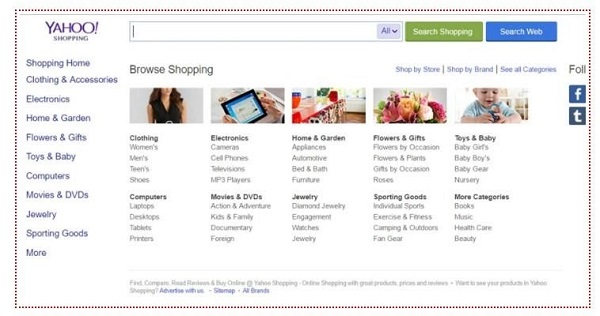 YAHOO!
SHOPPING
All
Search Shopping
Search Web
Shopping Home
Clothing & Accessories
Electronics
Home & Garden
Flowers & Gifts
Toys & Baby
Computers
Movies & DVDs
Jewelry
Sporting Goods
More
Browse Shopping
Shop by Store | Shop by Brand | See all Categories
Foll
Clothing
Women's
Men's
Teen's
Shoes
Electronics
Cameras
Cell Phones
Televisions
MP3 Players
Home & Garden
Appliances
Automotive
Bed & Bath
Furniture
Flowers & Gifts
Flowers by Occasion
Flowers & Plants
Gifts by Occasion
Roses
Toys & Baby
Baby Girl's
Baby Boy's
Baby Gear
Nursery
Computers
Laptops
Desktops
Tablets
Printers
Movies & DVDs
Action & Adventure
Kids & Family
Documentary
Foreign
Jewelry
Diamond Jewelry
Engagement
Watches
Jewelry
Sporting Goods
Individual Sports
Exercise & Fitness
Camping & Outdoors
Fan Gear
More Categories
Books
Music
Health Care
Beauty
Find, Compare, Read Reviews & Buy Online @ Yahoo Shopping - Online Shopping with great products, prices and reviews • Want to see your products in Yahoo
Shopping? Advertise with us. • Sitemap • All Brands